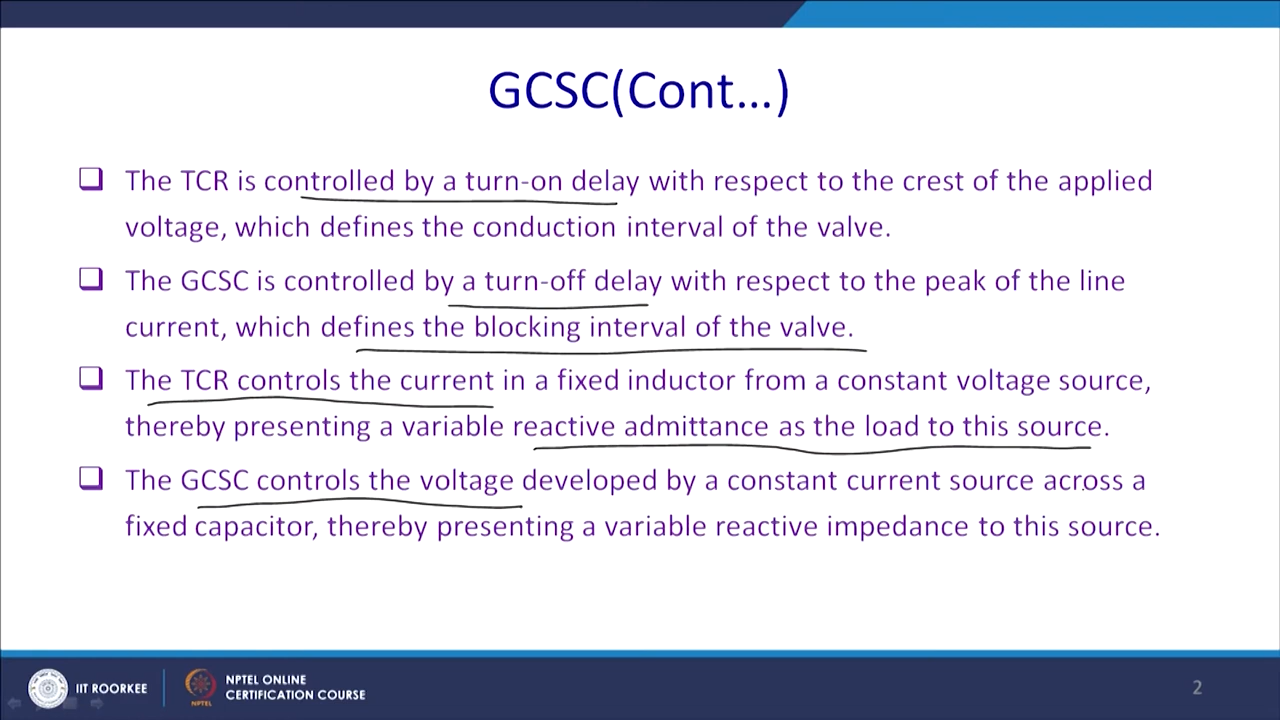 GCSC(Cont...)
❑ The TCR is controlled by a turn-on delay with respect to the crest of the applied
voltage, which defines the conduction interval of the valve.
❑ The GCSC is controlled by a turn-off delay with respect to the peak of the line
current, which defines the blocking interval of the valve.
❑ The TCR controls the current in a fixed inductor from a constant voltage source,
thereby presenting a variable reactive admittance as the load to this source.
❑ The GCSC controls the voltage developed by a constant current source across a
fixed capacitor, thereby presenting a variable reactive impedance to this source.
IIT ROORKEE
NPTEL
NPTEL ONLINE
CERTIFICATION COURSE
2